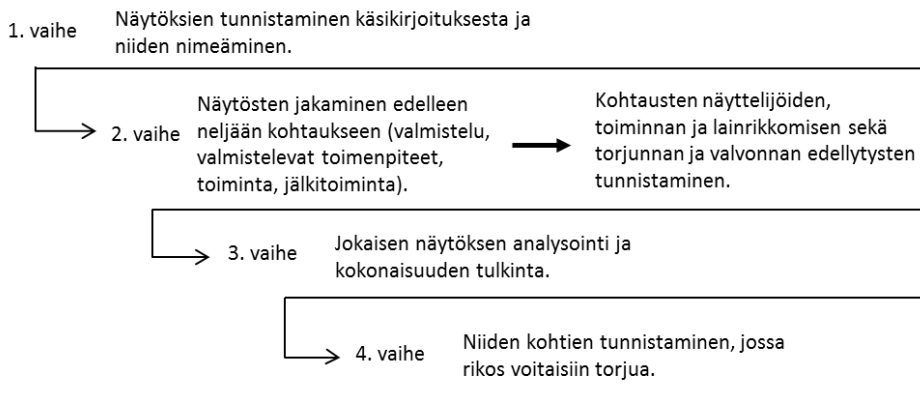 1. vaihe
Näytöksien tunnistaminen käsikirjoituksesta ja
niiden nimeäminen.
2. vaihe
Näytösten jakaminen edelleen
neljään kohtaukseen (valmistelu,
valmistelevat toimenpiteet,
toiminta, jälkitoiminta).
Kohtausten näyttelijöiden,
toiminnan ja lainrikkomisen sekä
torjunnan ja valvonnan edellytysten
tunnistaminen.
3. vaihe
Jokaisen näytöksen analysointi ja
kokonaisuuden tulkinta.
4. vaihe
Niiden kohtien tunnistaminen, jossa
rikos voitaisiin torjua.